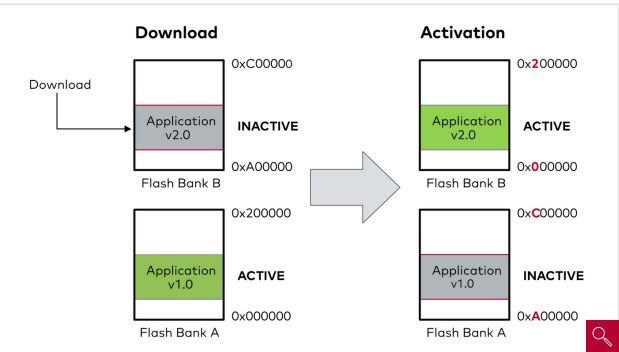 Download
Activation
0xC00000
0x200000
Download
Application
v2.0
INACTIVE
Application
v2.0
ACTIVE
0xA00000
0x000000
Flash Bank B
Flash Bank B
0x200000
0xC00000
Application
v1.0
ACTIVE
Application
v1.0
INACTIVE
0x000000
0xA00000
Flash Bank A
Flash Bank A